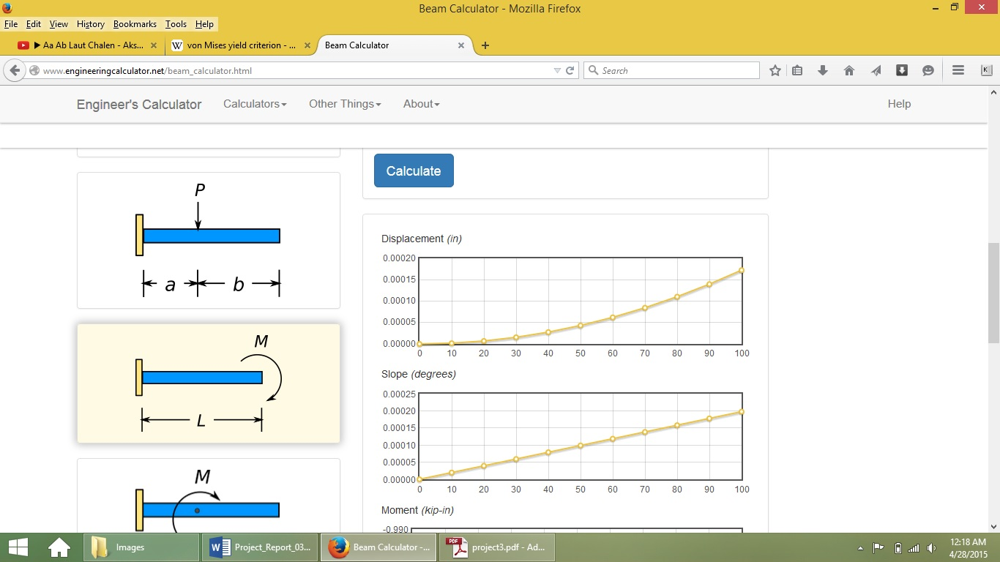 Beam Calculator - Mozilla Firefox
File Edit View History Bookmarks Tools Help
Aa Ab Laut Chalen - Aks... × W von Mises yield criterion - ... × Beam Calculator × +
www.engineeringcalculator.net/beam_calculator.html Search K
Engineer's Calculator Calculators Other Things About Help
Calculate
P
a b
M
L
M
Displacement (in)
0.00020
0.00015
0.00010
0.00005
0.00000
0 10 20 30 40 50 60 70 80 90 100
Slope (degrees)
0.00025
0.00020
0.00015
0.00010
0.00005
0.00000
0 10 20 30 40 50 60 70 80 90 100
Moment (kip-in)
-0.990
Images W Project_Report_03... Beam Calculator -... PDF project3.pdf - Ad... 12:18 AM
4/28/2015